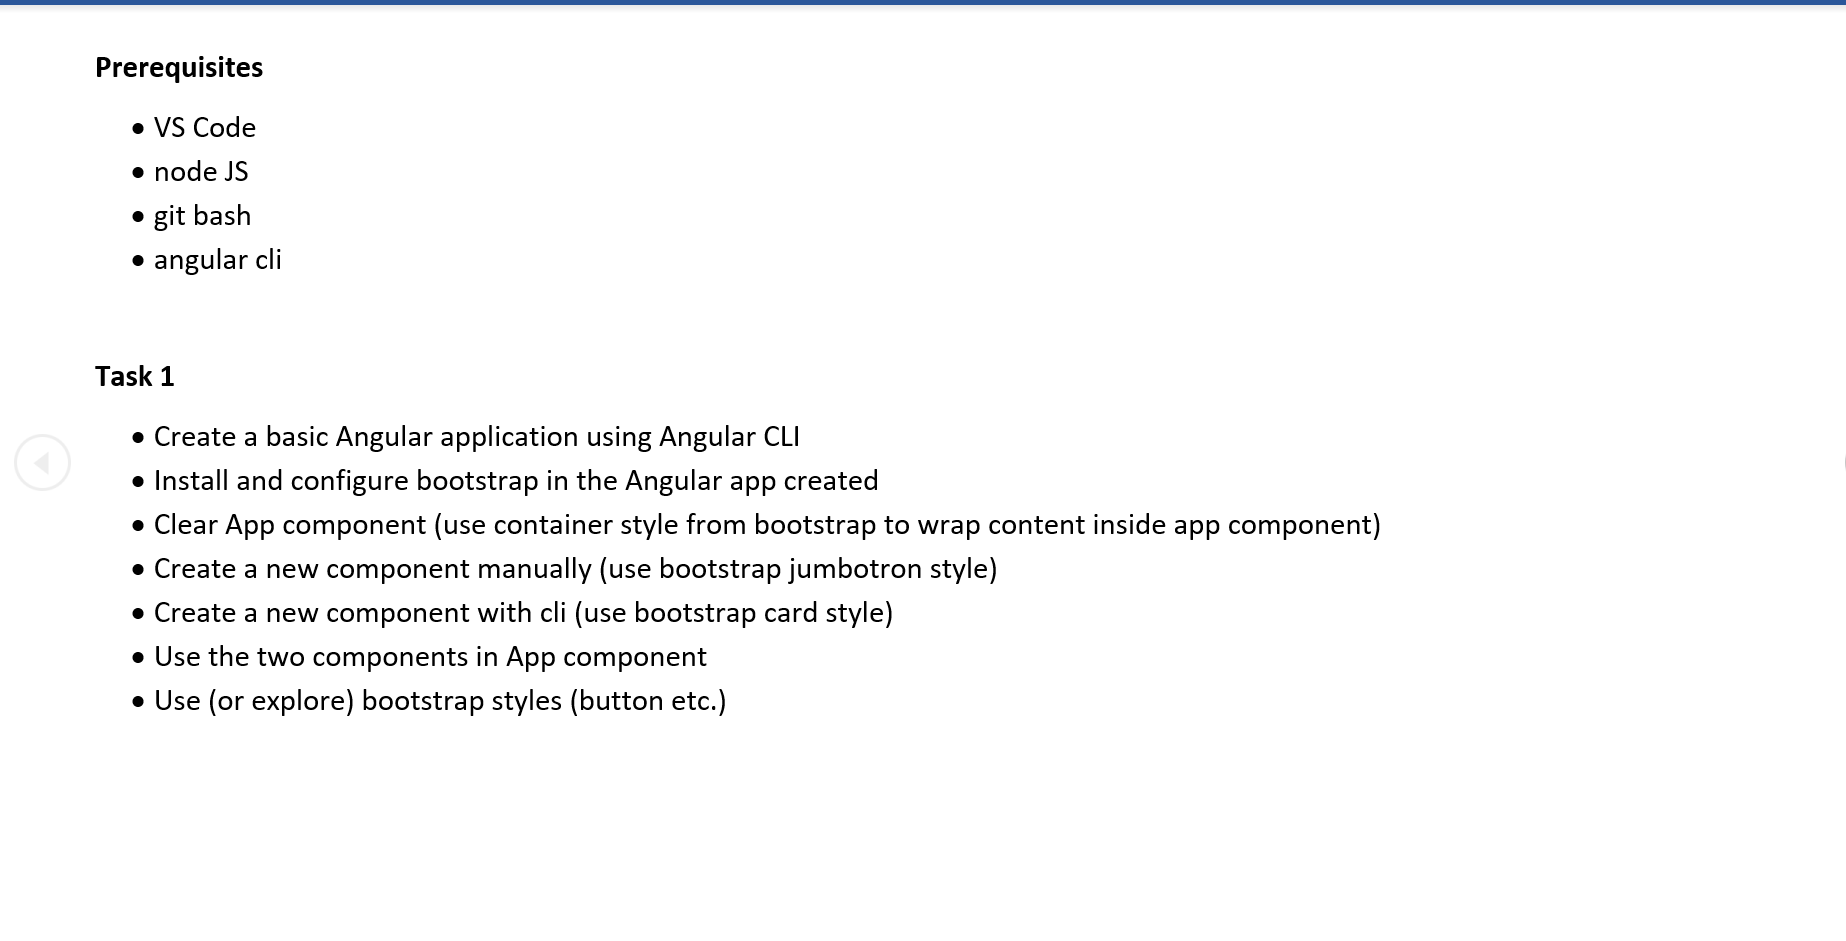 Prerequisites
• VS Code
• node JS
• git bash
• angular cli
Task 1
• Create a basic Angular application using Angular CLI
• Install and configure bootstrap in the Angular app created
• Clear App component (use container style from bootstrap to wrap content inside app component)
• Create a new component manually (use bootstrap jumbotron style)
• Create a new component with cli (use bootstrap card style)
• Use the two components in App component
• Use (or explore) bootstrap styles (button etc.)